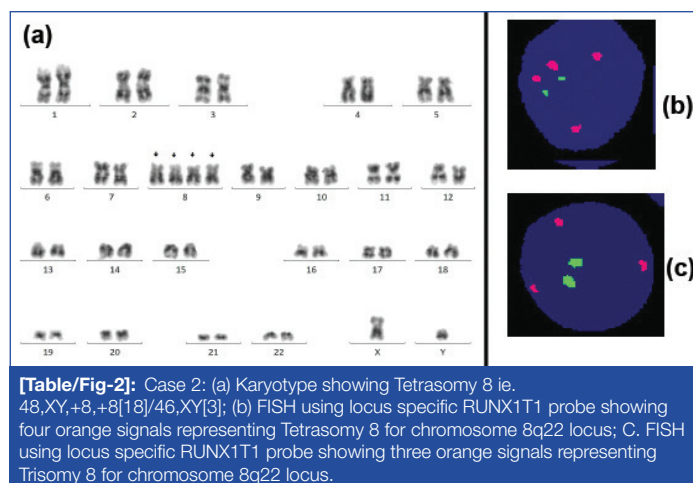 (a)
1 2 3 4 5
6 7 8 9 10 11 12
13 14 15 16 17 18
19 20 21 22 X Y
(b)
(c)
[Table/Fig-2]: Case 2: (a) Karyotype showing Tetrasomy 8 ie.
48,XY,+8,+8[18]/46,XY[3]; (b) FISH using locus specific RUNX1T1 probe showing
four orange signals representing Tetrasomy 8 for chromosome 8q22 locus; C. FISH
using locus specific RUNX1T1 probe showing three orange signals representing
Trisomy 8 for chromosome 8q22 locus.